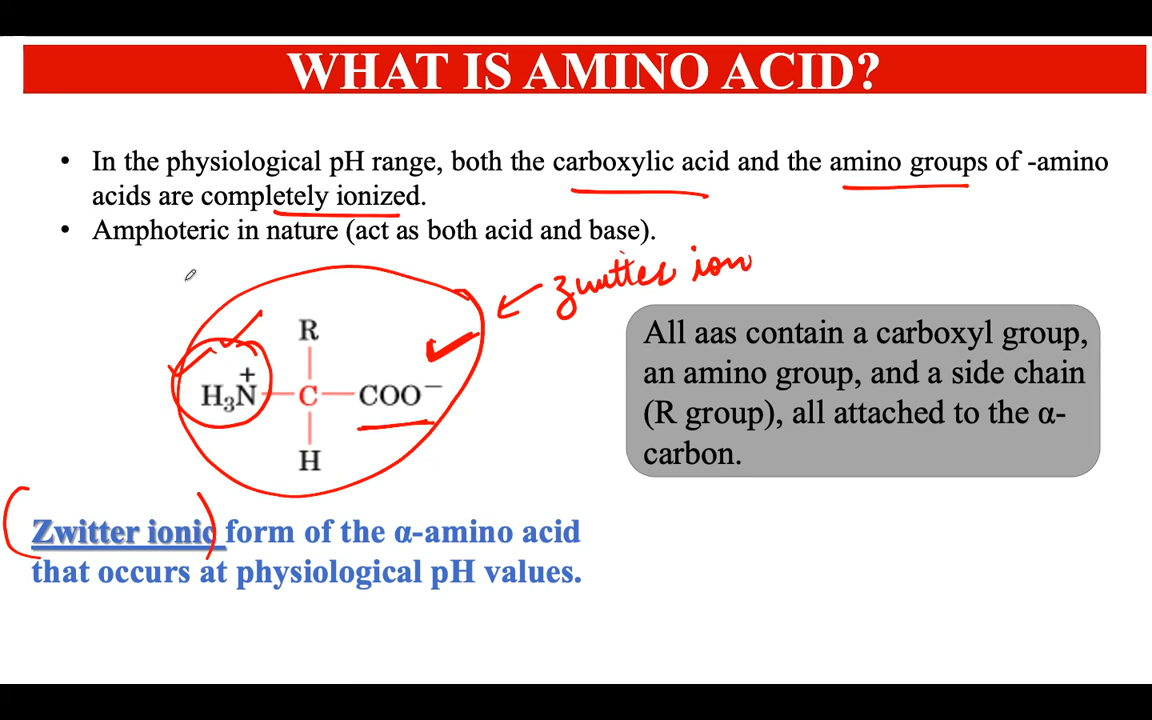 WHAT IS AMINO ACID?
• In the physiological pH range, both the carboxylic acid and the amino groups of -amino
acids are completely ionized.
• Amphoteric in nature (act as both acid and base).
zwitter ion
R
+
H₃N — C — COO⁻
H
All aas contain a carboxyl group,
an amino group, and a side chain
(R group), all attached to the α-
carbon.
(Zwitter ionic) form of the α-amino acid
that occurs at physiological pH values.